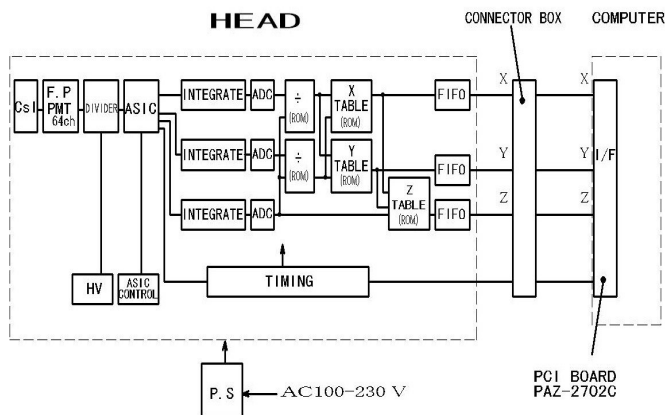 HEAD
CONNECTOR BOX
COMPUTER
CsI
F.P
PMT
64ch
DIVIDER
ASIC
INTEGRATE
ADC
÷
(ROM)
X
TABLE
(ROM)
FIFO
X
X
INTEGRATE
ADC
÷
(ROM)
Y
TABLE
(ROM)
FIFO
Y
Y
I/F
INTEGRATE
ADC
Z
TABLE
(ROM)
FIFO
Z
Z
HV
ASIC
CONTROL
TIMING
P.S
AC100-230 V
PCI BOARD
PAZ-2702C